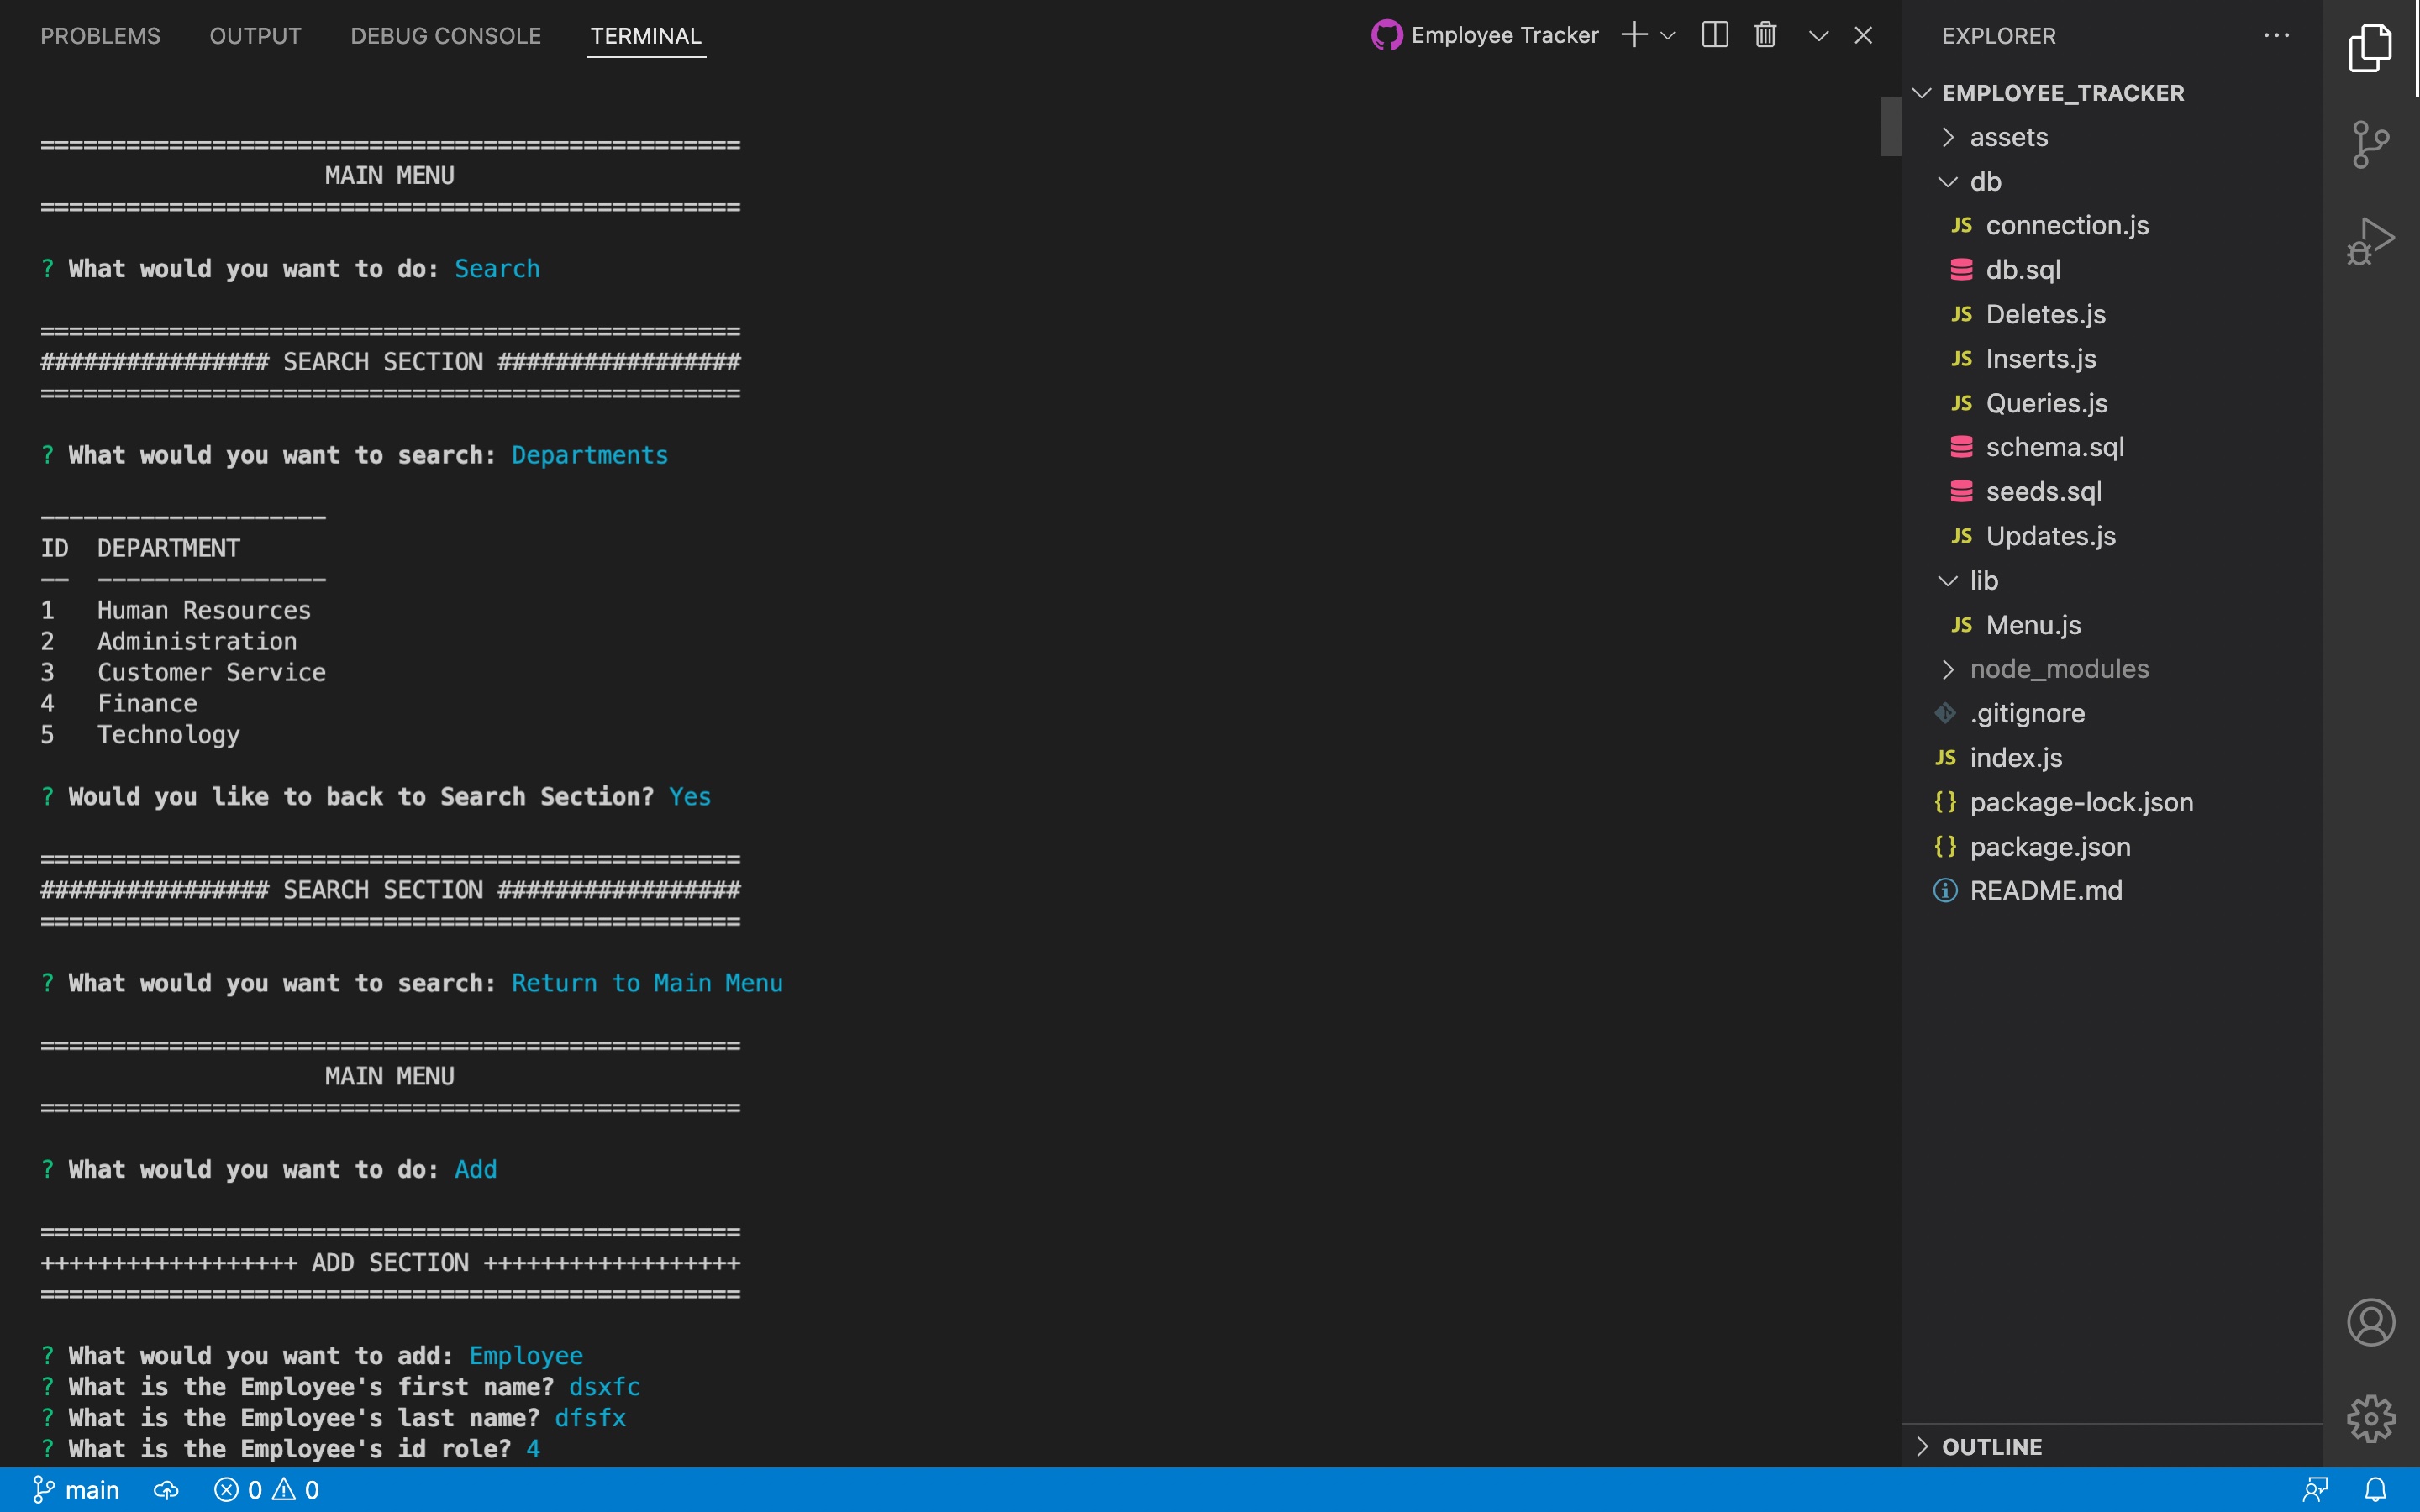 PROBLEMS OUTPUT DEBUG CONSOLE TERMINAL Employee Tracker
=================================================
MAIN MENU
=================================================
? What would you want to do: Search
=================================================
################ SEARCH SECTION #################
=================================================
? What would you want to search: Departments
--------------------
ID DEPARTMENT
-- ----------------
1 Human Resources
2 Administration
3 Customer Service
4 Finance
5 Technology
? Would you like to back to Search Section? Yes
=================================================
################ SEARCH SECTION #################
=================================================
? What would you want to search: Return to Main Menu
=================================================
MAIN MENU
=================================================
? What would you want to do: Add
=================================================
++++++++++++++++++ ADD SECTION ++++++++++++++++++
=================================================
? What would you want to add: Employee
? What is the Employee's first name? dsxfc
? What is the Employee's last name? dfsfx
? What is the Employee's id role? 4
EXPLORER
EMPLOYEE_TRACKER
assets
db
JS connection.js
db.sql
JS Deletes.js
JS Inserts.js
JS Queries.js
schema.sql
seeds.sql
JS Updates.js
lib
JS Menu.js
node_modules
.gitignore
JS index.js
{} package-lock.json
{} package.json
README.md
OUTLINE
main 0 0